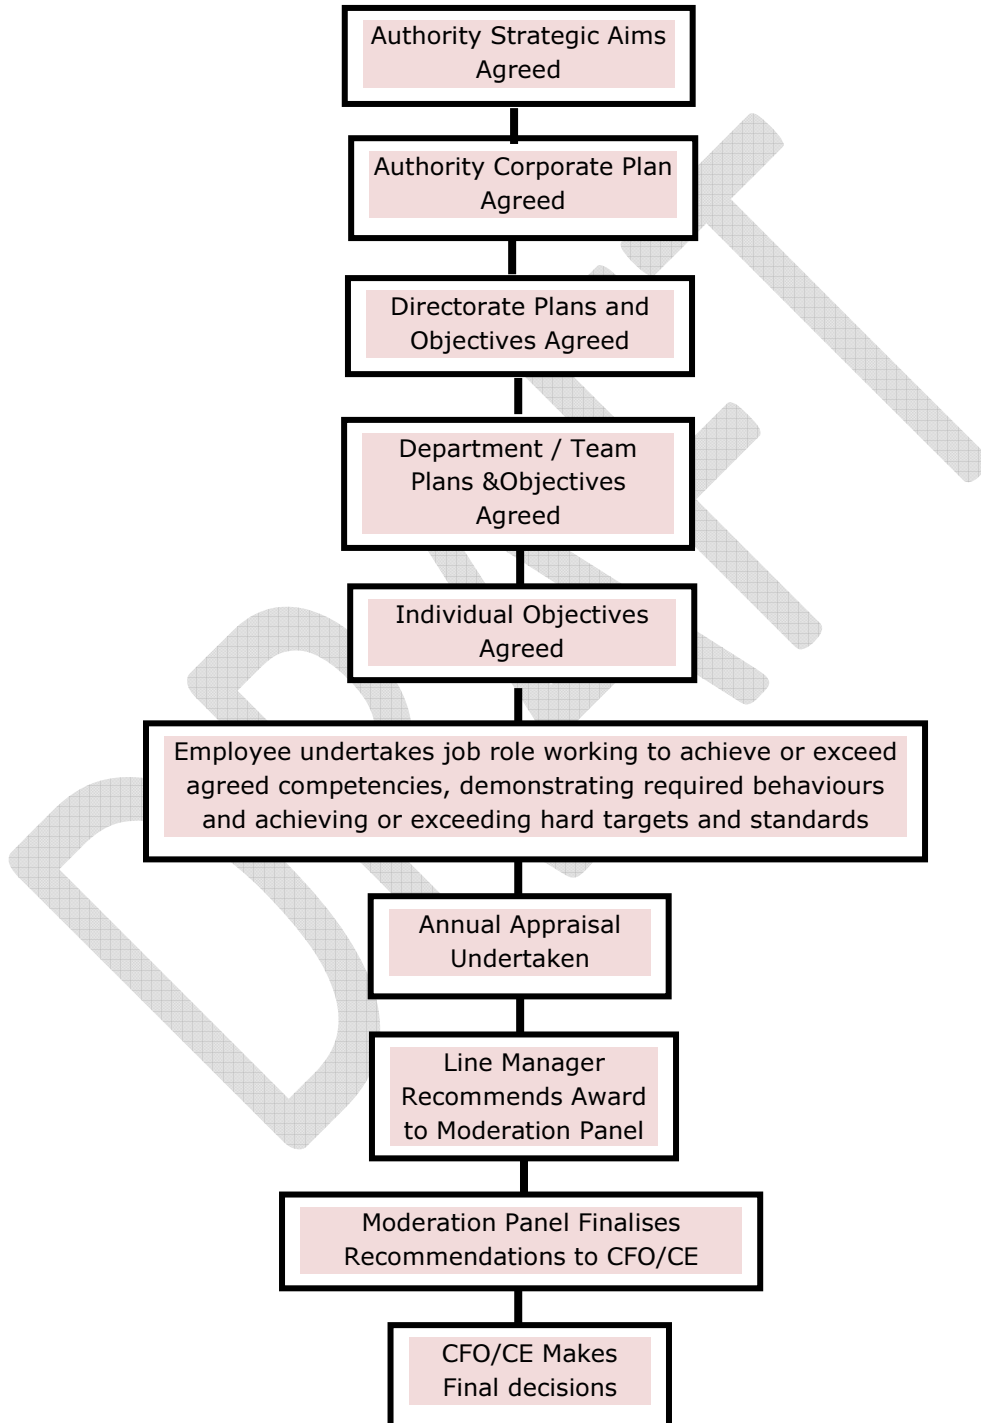 Authority Strategic Aims
Agreed
Authority Corporate Plan
Agreed
Directorate Plans and
Objectives Agreed
Department / Team
Plans &Objectives
Agreed
Individual Objectives
Agreed
Employee undertakes job role working to achieve or exceed
agreed competencies, demonstrating required behaviours
and achieving or exceeding hard targets and standards
Annual Appraisal
Undertaken
Line Manager
Recommends Award
to Moderation Panel
Moderation Panel Finalises
Recommendations to CFO/CE
CFO/CE Makes
Final decisions
DRAFT